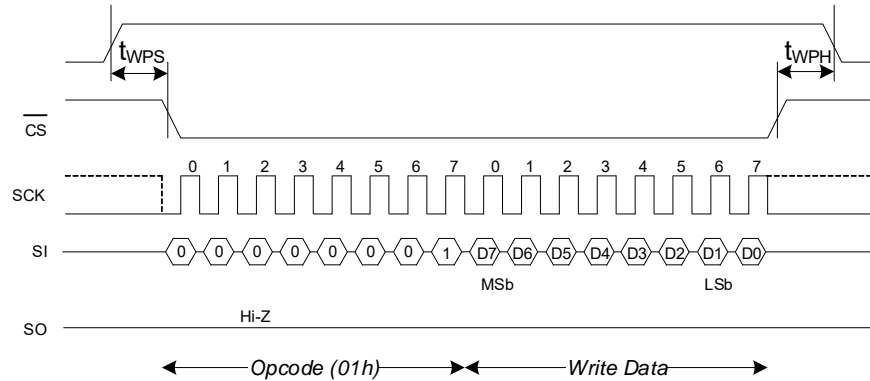 tWPS tWPH
CS
0 1 2 3 4 5 6 7 0 1 2 3 4 5 6 7
SCK
SI 0 0 0 0 0 0 0 1 D7 D6 D5 D4 D3 D2 D1 D0
MSb LSb
Hi-Z
SO
Opcode (01h) Write Data